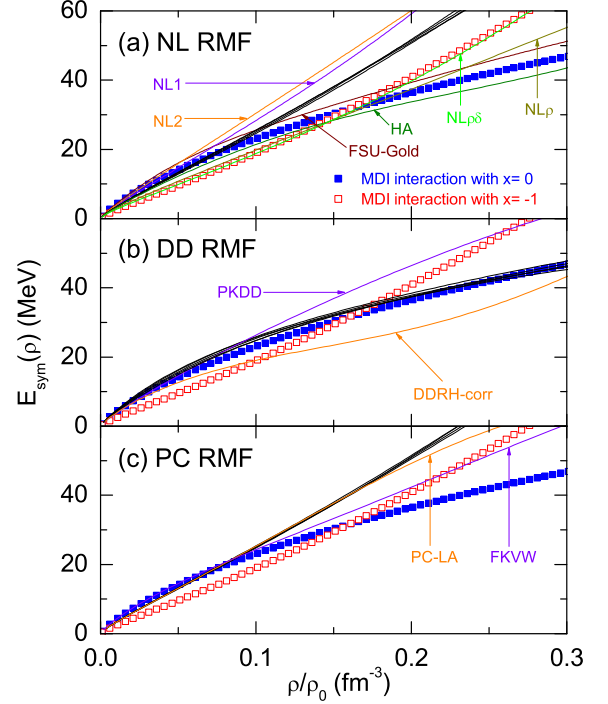 60
(a) NL RMF
NL1
NL2
40
HA
NLρδ
NLρ
FSU-Gold
20
MDI interaction with x= 0
MDI interaction with x= -1
0
(b) DD RMF
PKDD
40
20
DDRH-corr
0
(c) PC RMF
40
PC-LA
FKVW
20
0
0.0
0.1
0.2
0.3
E_sym(ρ) (MeV)
ρ/ρ₀ (fm⁻³)